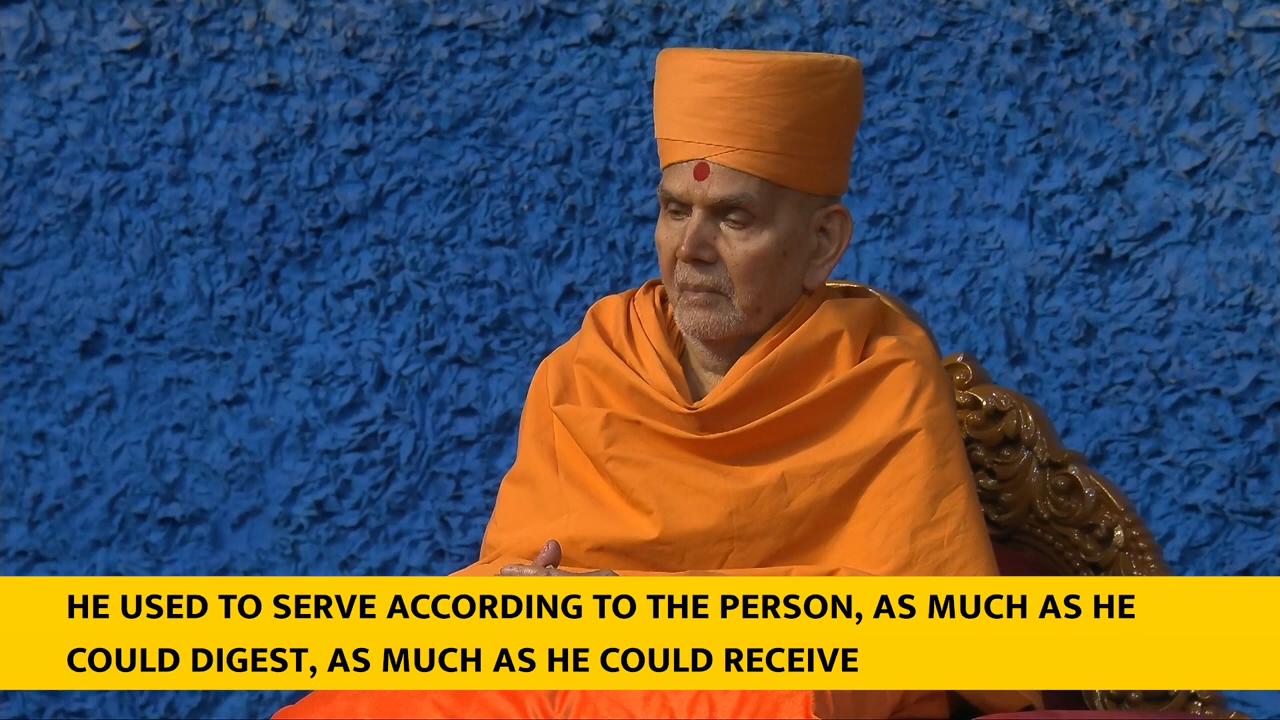 HE USED TO SERVE ACCORDING TO THE PERSON, AS MUCH AS HE
COULD DIGEST, AS MUCH AS HE COULD RECEIVE